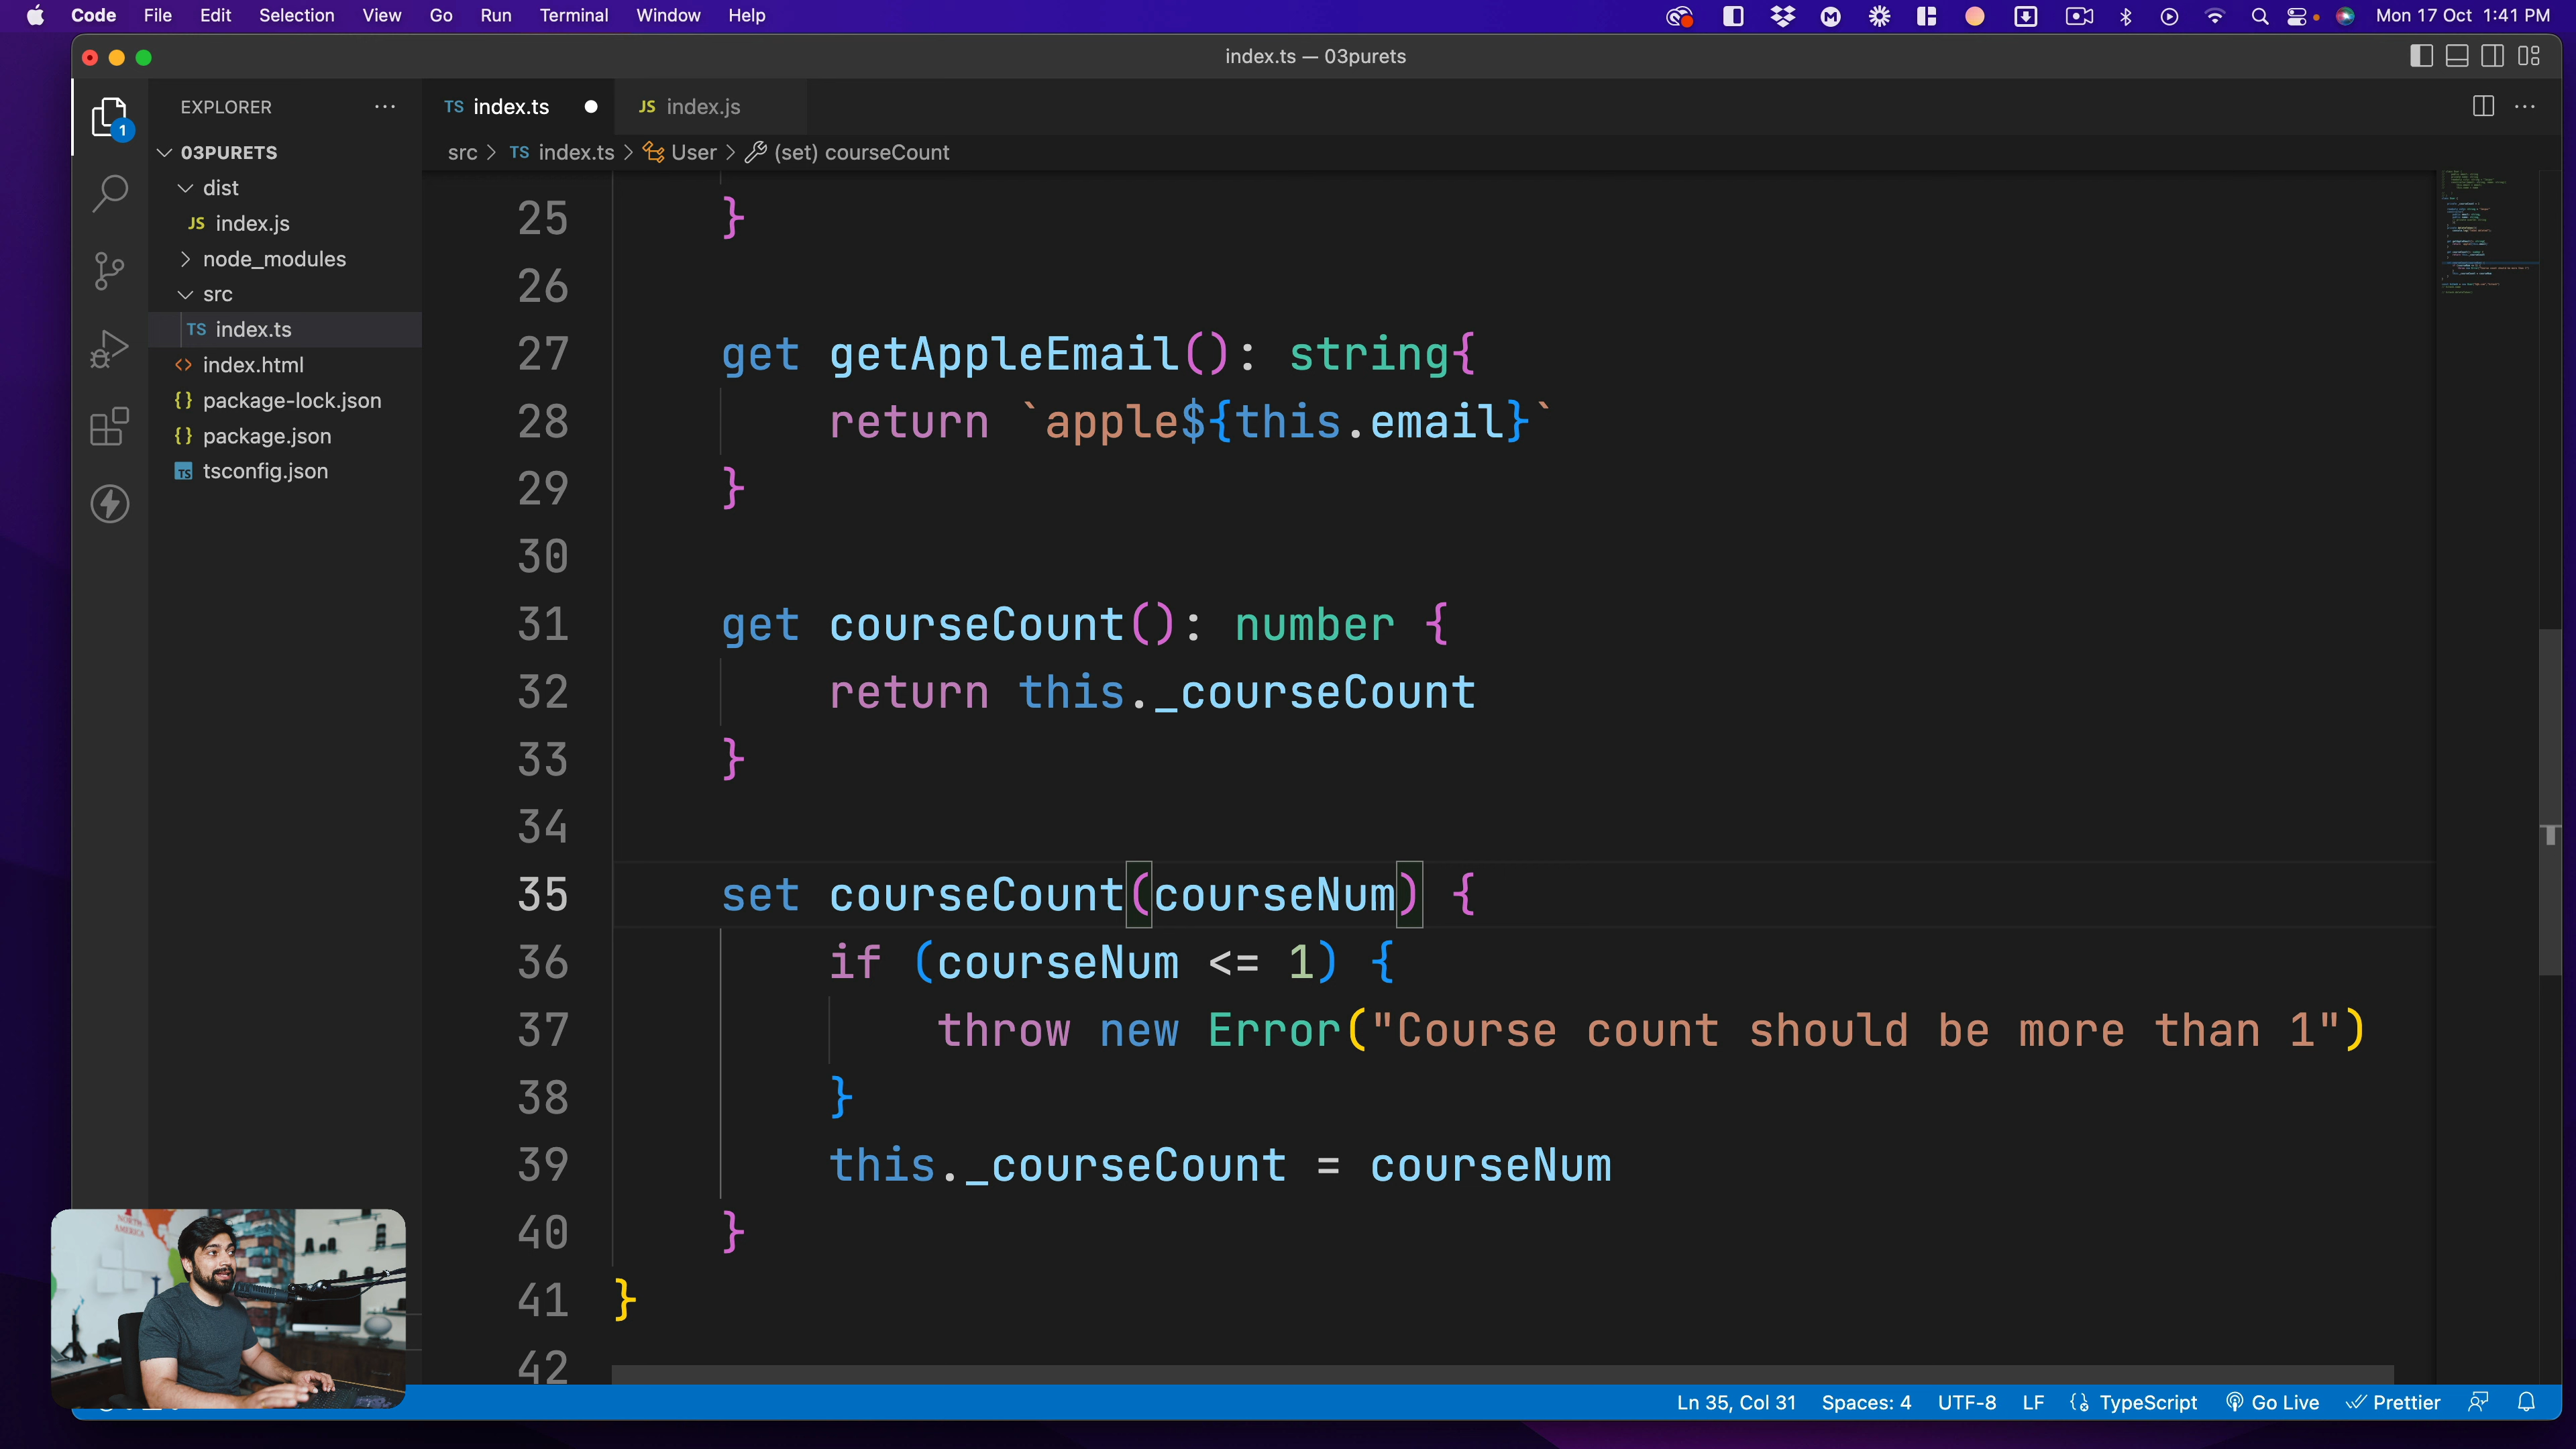 Code File Edit Selection View Go Run Terminal Window Help Mon 17 Oct 1:41 PM
index.ts — 03purets
EXPLORER
1
03PURETS
dist
JS index.js
node_modules
src
TS index.ts
<> index.html
{} package-lock.json
{} package.json
TS tsconfig.json
TS index.ts JS index.js
src > TS index.ts > User > (set) courseCount
25 }
26
27 get getAppleEmail(): string{
28 return `apple${this.email}`
29 }
30
31 get courseCount(): number {
32 return this._courseCount
33 }
34
35 set courseCount(courseNum) {
36 if (courseNum <= 1) {
37 throw new Error("Course count should be more than 1")
38 }
39 this._courseCount = courseNum
40 }
41 }
42
NORTH
AMERICA
Ln 35, Col 31 Spaces: 4 UTF-8 LF TypeScript Go Live Prettier